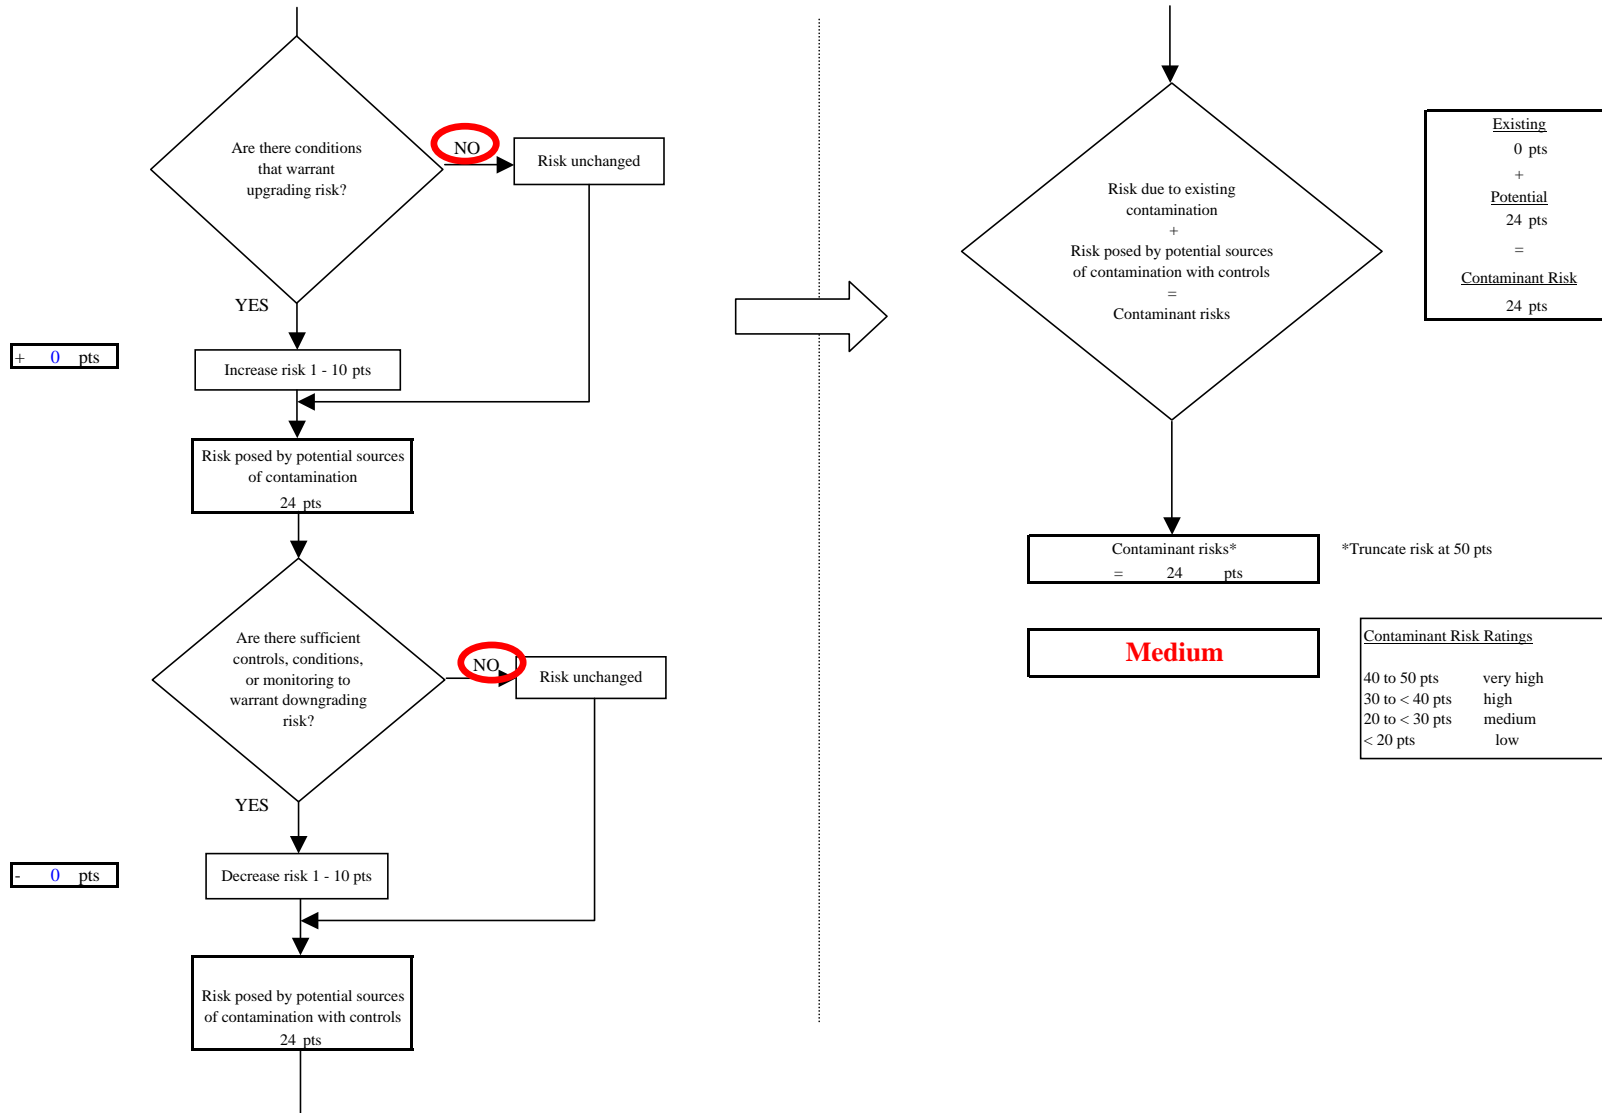 Are there conditions
that warrant
upgrading risk?
NO
Risk unchanged
YES
+ 0 pts
Increase risk 1 - 10 pts
Risk posed by potential sources
of contamination
24 pts
Are there sufficient
controls, conditions,
or monitoring to
warrant downgrading
risk?
NO
Risk unchanged
YES
- 0 pts
Decrease risk 1 - 10 pts
Risk posed by potential sources
of contamination with controls
24 pts
Risk due to existing
contamination
+
Risk posed by potential sources
of contamination with controls
=
Contaminant risks
Existing
0 pts
+
Potential
24 pts
=
Contaminant Risk
24 pts
Contaminant risks*
= 24 pts
*Truncate risk at 50 pts
Medium
Contaminant Risk Ratings
40 to 50 pts very high
30 to < 40 pts high
20 to < 30 pts medium
< 20 pts low